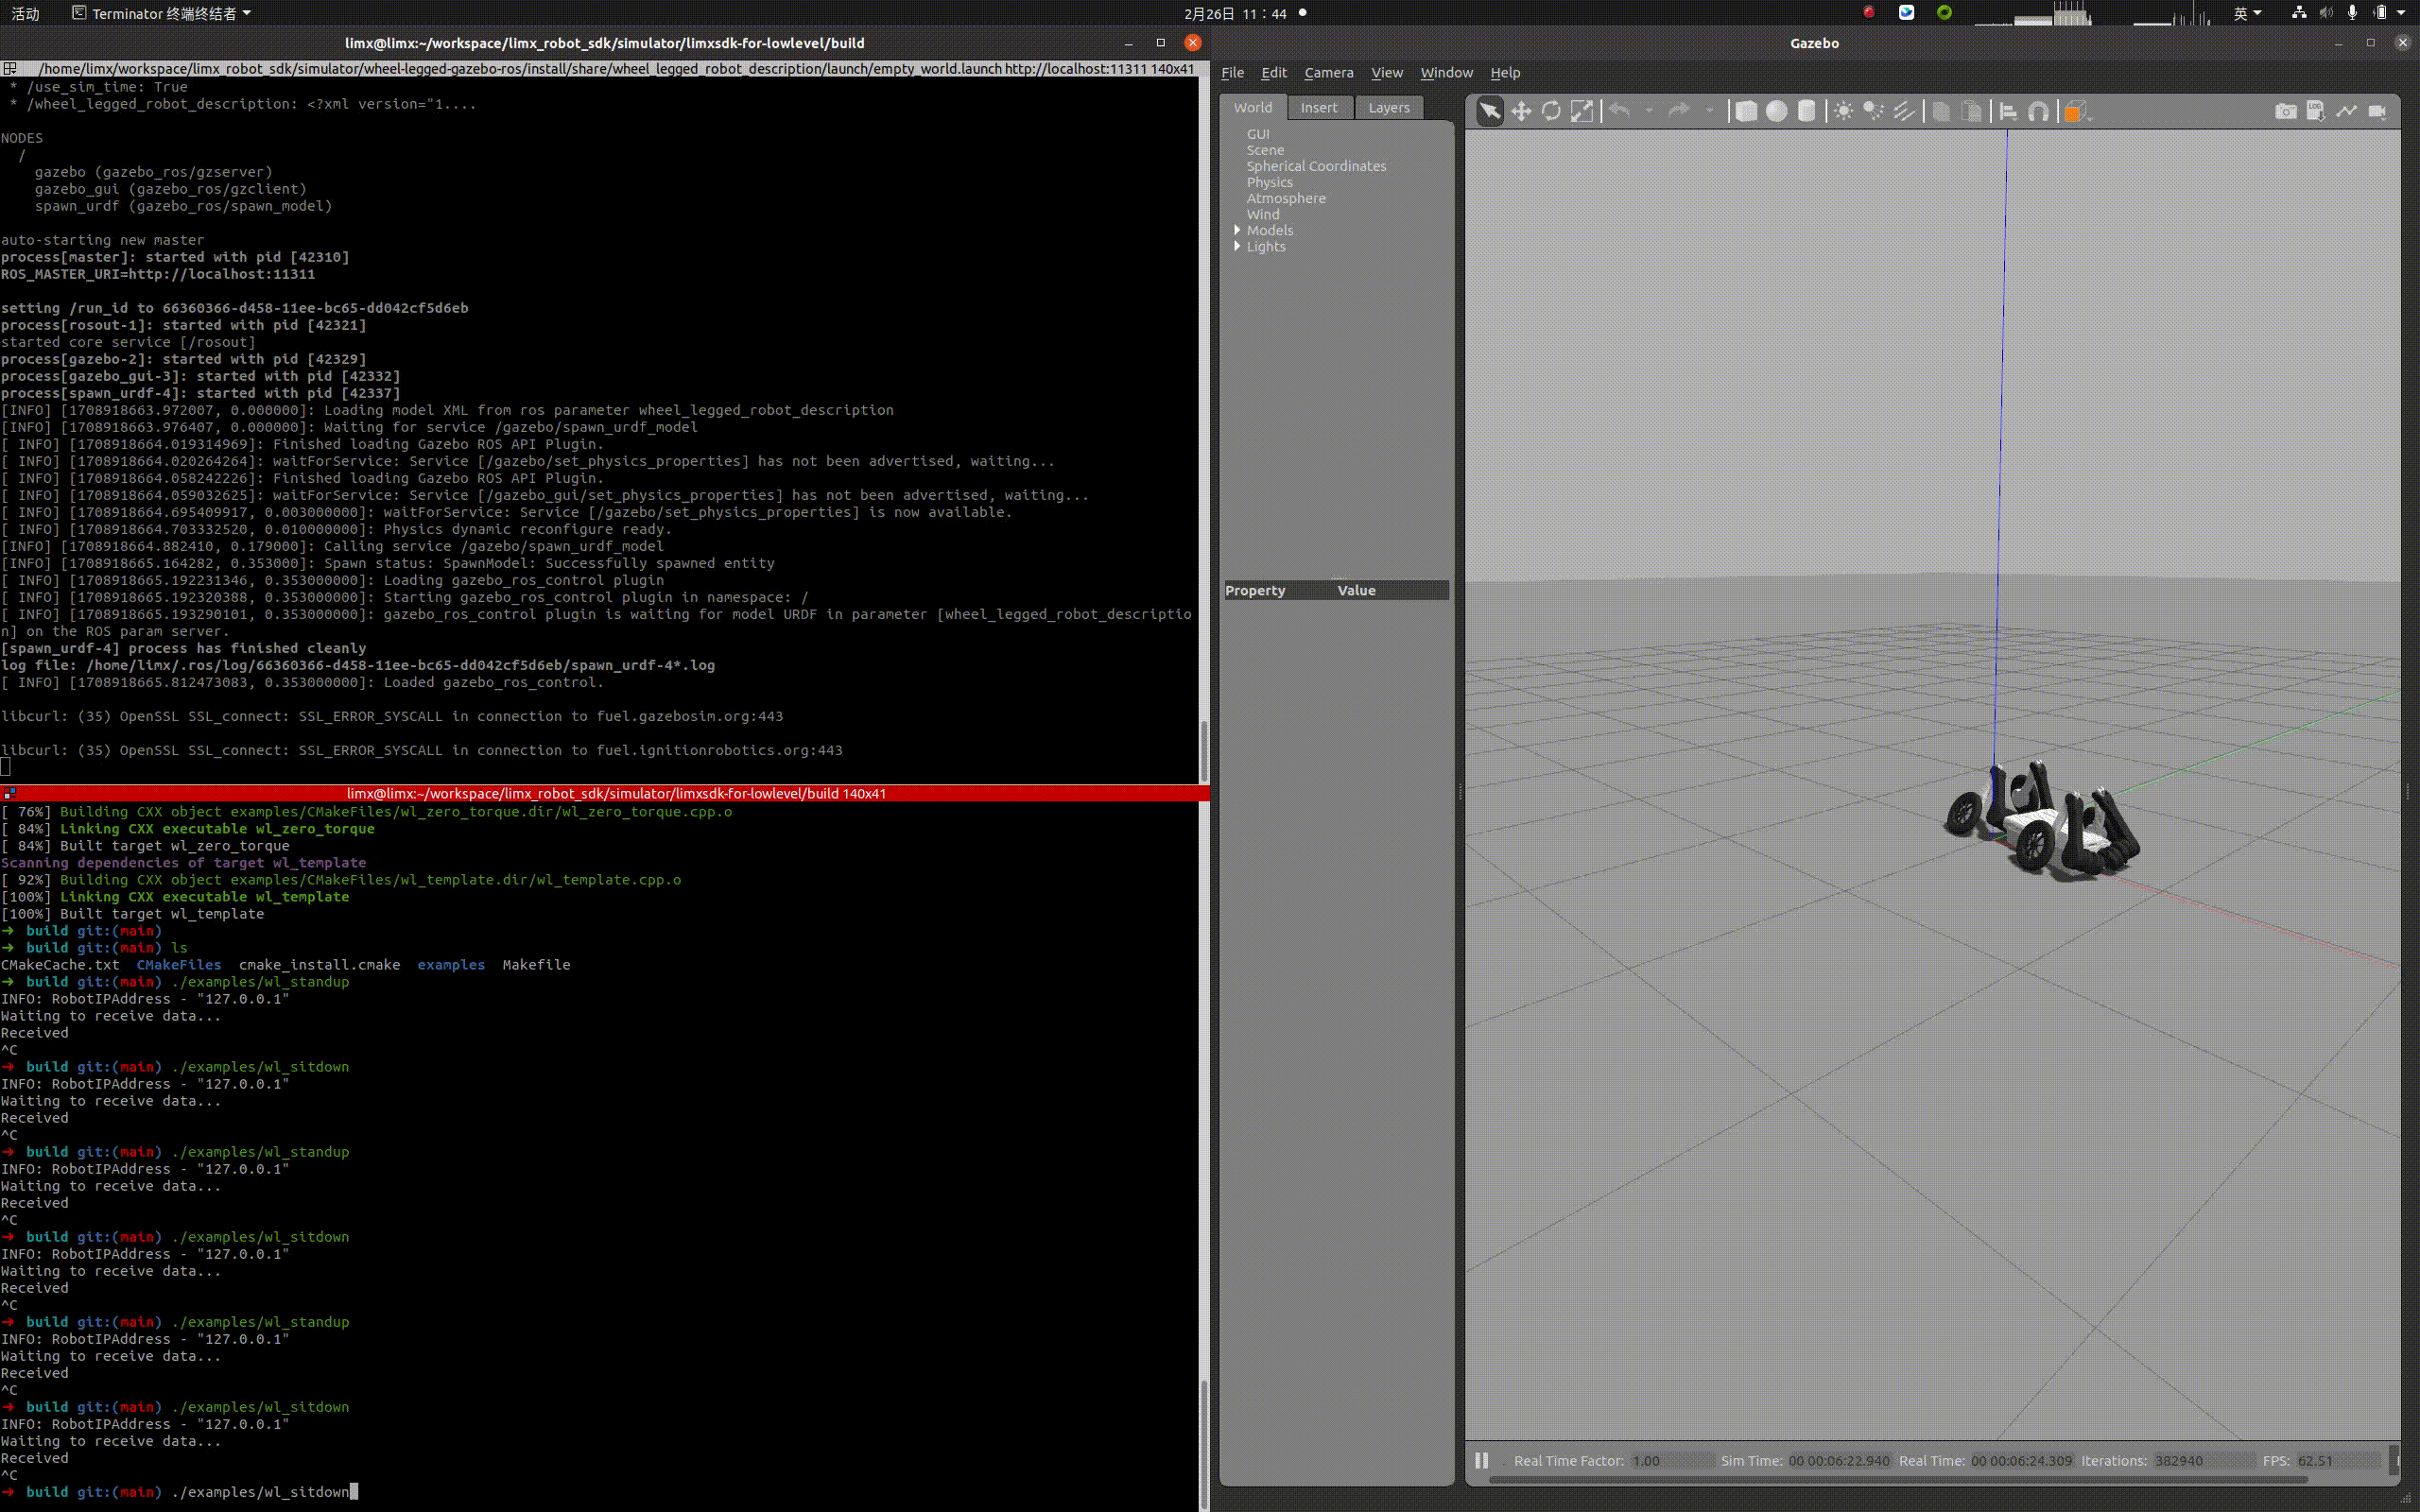 活动
Terminator 终端终结者
2月26日 11：44
英
limx@limx:~/workspace/limx_robot_sdk/simulator/limxsdk-for-lowlevel/build
/home/limx/workspace/limx_robot_sdk/simulator/wheel-legged-gazebo-ros/install/share/wheel_legged_robot_description/launch/empty_world.launch http://localhost:11311 140x41
* /use_sim_time: True
* /wheel_legged_robot_description: <?xml version="1....
NODES
/
gazebo (gazebo_ros/gzserver)
gazebo_gui (gazebo_ros/gzclient)
spawn_urdf (gazebo_ros/spawn_model)
auto-starting new master
process[master]: started with pid [42310]
ROS_MASTER_URI=http://localhost:11311
setting /run_id to 66360366-d458-11ee-bc65-dd042cf5d6eb
process[rosout-1]: started with pid [42321]
started core service [/rosout]
process[gazebo-2]: started with pid [42329]
process[gazebo_gui-3]: started with pid [42332]
process[spawn_urdf-4]: started with pid [42337]
[INFO] [1708918663.972007, 0.000000]: Loading model XML from ros parameter wheel_legged_robot_description
[INFO] [1708918663.976407, 0.000000]: Waiting for service /gazebo/spawn_urdf_model
[ INFO] [1708918664.019314969]: Finished loading Gazebo ROS API Plugin.
[ INFO] [1708918664.020264264]: waitForService: Service [/gazebo/set_physics_properties] has not been advertised, waiting...
[ INFO] [1708918664.058242226]: Finished loading Gazebo ROS API Plugin.
[ INFO] [1708918664.059032625]: waitForService: Service [/gazebo_gui/set_physics_properties] has not been advertised, waiting...
[ INFO] [1708918664.695409917, 0.003000000]: waitForService: Service [/gazebo/set_physics_properties] is now available.
[ INFO] [1708918664.703332520, 0.010000000]: Physics dynamic reconfigure ready.
[INFO] [1708918664.882410, 0.179000]: Calling service /gazebo/spawn_urdf_model
[INFO] [1708918665.164282, 0.353000]: Spawn status: SpawnModel: Successfully spawned entity
[ INFO] [1708918665.192231346, 0.353000000]: Loading gazebo_ros_control plugin
[ INFO] [1708918665.192320388, 0.353000000]: Starting gazebo_ros_control plugin in namespace: /
[ INFO] [1708918665.193290101, 0.353000000]: gazebo_ros_control plugin is waiting for model URDF in parameter [wheel_legged_robot_descriptio
n] on the ROS param server.
[spawn_urdf-4] process has finished cleanly
log file: /home/limx/.ros/log/66360366-d458-11ee-bc65-dd042cf5d6eb/spawn_urdf-4*.log
[ INFO] [1708918665.812473083, 0.353000000]: Loaded gazebo_ros_control.
libcurl: (35) OpenSSL SSL_connect: SSL_ERROR_SYSCALL in connection to fuel.gazebosim.org:443
libcurl: (35) OpenSSL SSL_connect: SSL_ERROR_SYSCALL in connection to fuel.ignitionrobotics.org:443
limx@limx:~/workspace/limx_robot_sdk/simulator/limxsdk-for-lowlevel/build 140x41
[ 76%] Building CXX object examples/CMakeFiles/wl_zero_torque.dir/wl_zero_torque.cpp.o
[ 84%] Linking CXX executable wl_zero_torque
[ 84%] Built target wl_zero_torque
Scanning dependencies of target wl_template
[ 92%] Building CXX object examples/CMakeFiles/wl_template.dir/wl_template.cpp.o
[100%] Linking CXX executable wl_template
[100%] Built target wl_template
➜ build git:(main)
➜ build git:(main) ls
CMakeCache.txt CMakeFiles cmake_install.cmake examples Makefile
➜ build git:(main) ./examples/wl_standup
INFO: RobotIPAddress - "127.0.0.1"
Waiting to receive data...
Received
^C
➜ build git:(main) ./examples/wl_sitdown
INFO: RobotIPAddress - "127.0.0.1"
Waiting to receive data...
Received
^C
➜ build git:(main) ./examples/wl_standup
INFO: RobotIPAddress - "127.0.0.1"
Waiting to receive data...
Received
^C
➜ build git:(main) ./examples/wl_sitdown
INFO: RobotIPAddress - "127.0.0.1"
Waiting to receive data...
Received
^C
➜ build git:(main) ./examples/wl_standup
INFO: RobotIPAddress - "127.0.0.1"
Waiting to receive data...
Received
^C
➜ build git:(main) ./examples/wl_sitdown
INFO: RobotIPAddress - "127.0.0.1"
Waiting to receive data...
Received
^C
➜ build git:(main) ./examples/wl_sitdown
Gazebo
File Edit Camera View Window Help
World Insert Layers
GUI
Scene
Spherical Coordinates
Physics
Atmosphere
Wind
Models
Lights
Property Value
LOG
Real Time Factor: 1.00 Sim Time: 00 00:06:22.940 Real Time: 00 00:06:24.309 Iterations: 382940 FPS: 62.51